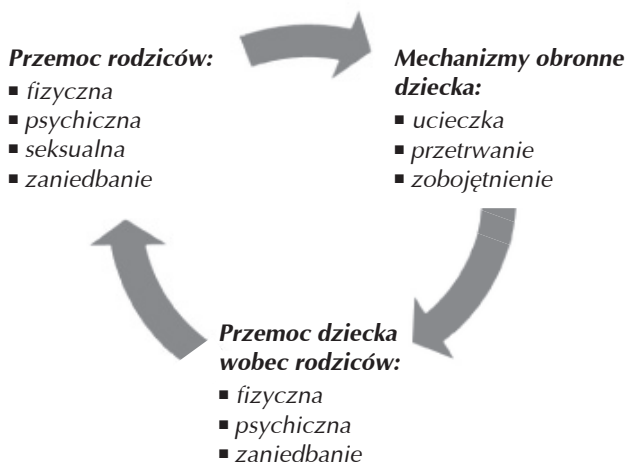 Przemoc rodziców:
■ fizyczna
■ psychiczna
■ seksualna
■ zaniedbanie
Mechanizmy obronne
dziecka:
■ ucieczka
■ przetrwanie
■ zobojętnienie
Przemoc dziecka
wobec rodziców:
■ fizyczna
■ psychiczna
■ zaniedbanie